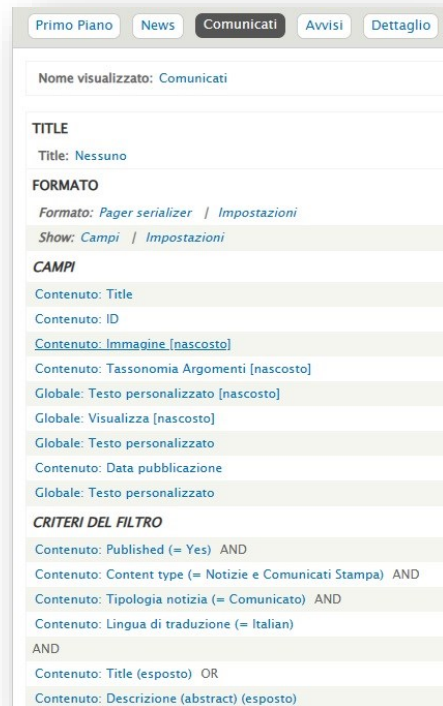 Primo Piano News Comunicati Avvisi Dettaglio
Nome visualizzato: Comunicati
TITLE
Title: Nessuno
FORMATO
Formato: Pager serializer | Impostazioni
Show: Campi | Impostazioni
CAMPI
Contenuto: Title
Contenuto: ID
Contenuto: Immagine [nascosto]
Contenuto: Tassonomia Argomenti [nascosto]
Globale: Testo personalizzato [nascosto]
Globale: Visualizza [nascosto]
Globale: Testo personalizzato
Contenuto: Data pubblicazione
Globale: Testo personalizzato
CRITERI DEL FILTRO
Contenuto: Published (= Yes) AND
Contenuto: Content type (= Notizie e Comunicati Stampa) AND
Contenuto: Tipologia notizia (= Comunicato) AND
Contenuto: Lingua di traduzione (= Italian)
AND
Contenuto: Title (esposto) OR
Contenuto: Descrizione (abstract) (esposto)